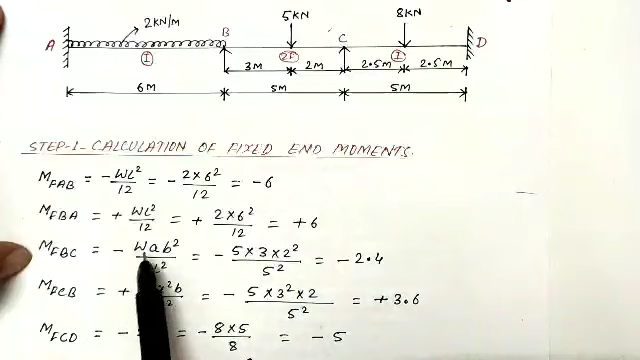 2KN/M 5KN 8KN
A B C D
I 2I I
3M 2M 2.5M 2.5M
6M 5M 5M
STEP-1-CALCULATION OF FIXED END MOMENTS.
MFAB = - WL²/12 = - 2×6²/12 = -6
MFBA = + WL²/12 = + 2×6²/12 = +6
MFBC = - Wab²/L² = - 5×3×2²/5² = -2.4
MFCB = + a²b = - 5×3²×2/5² = +3.6
MFCD = - = - 8×5/8 = -5